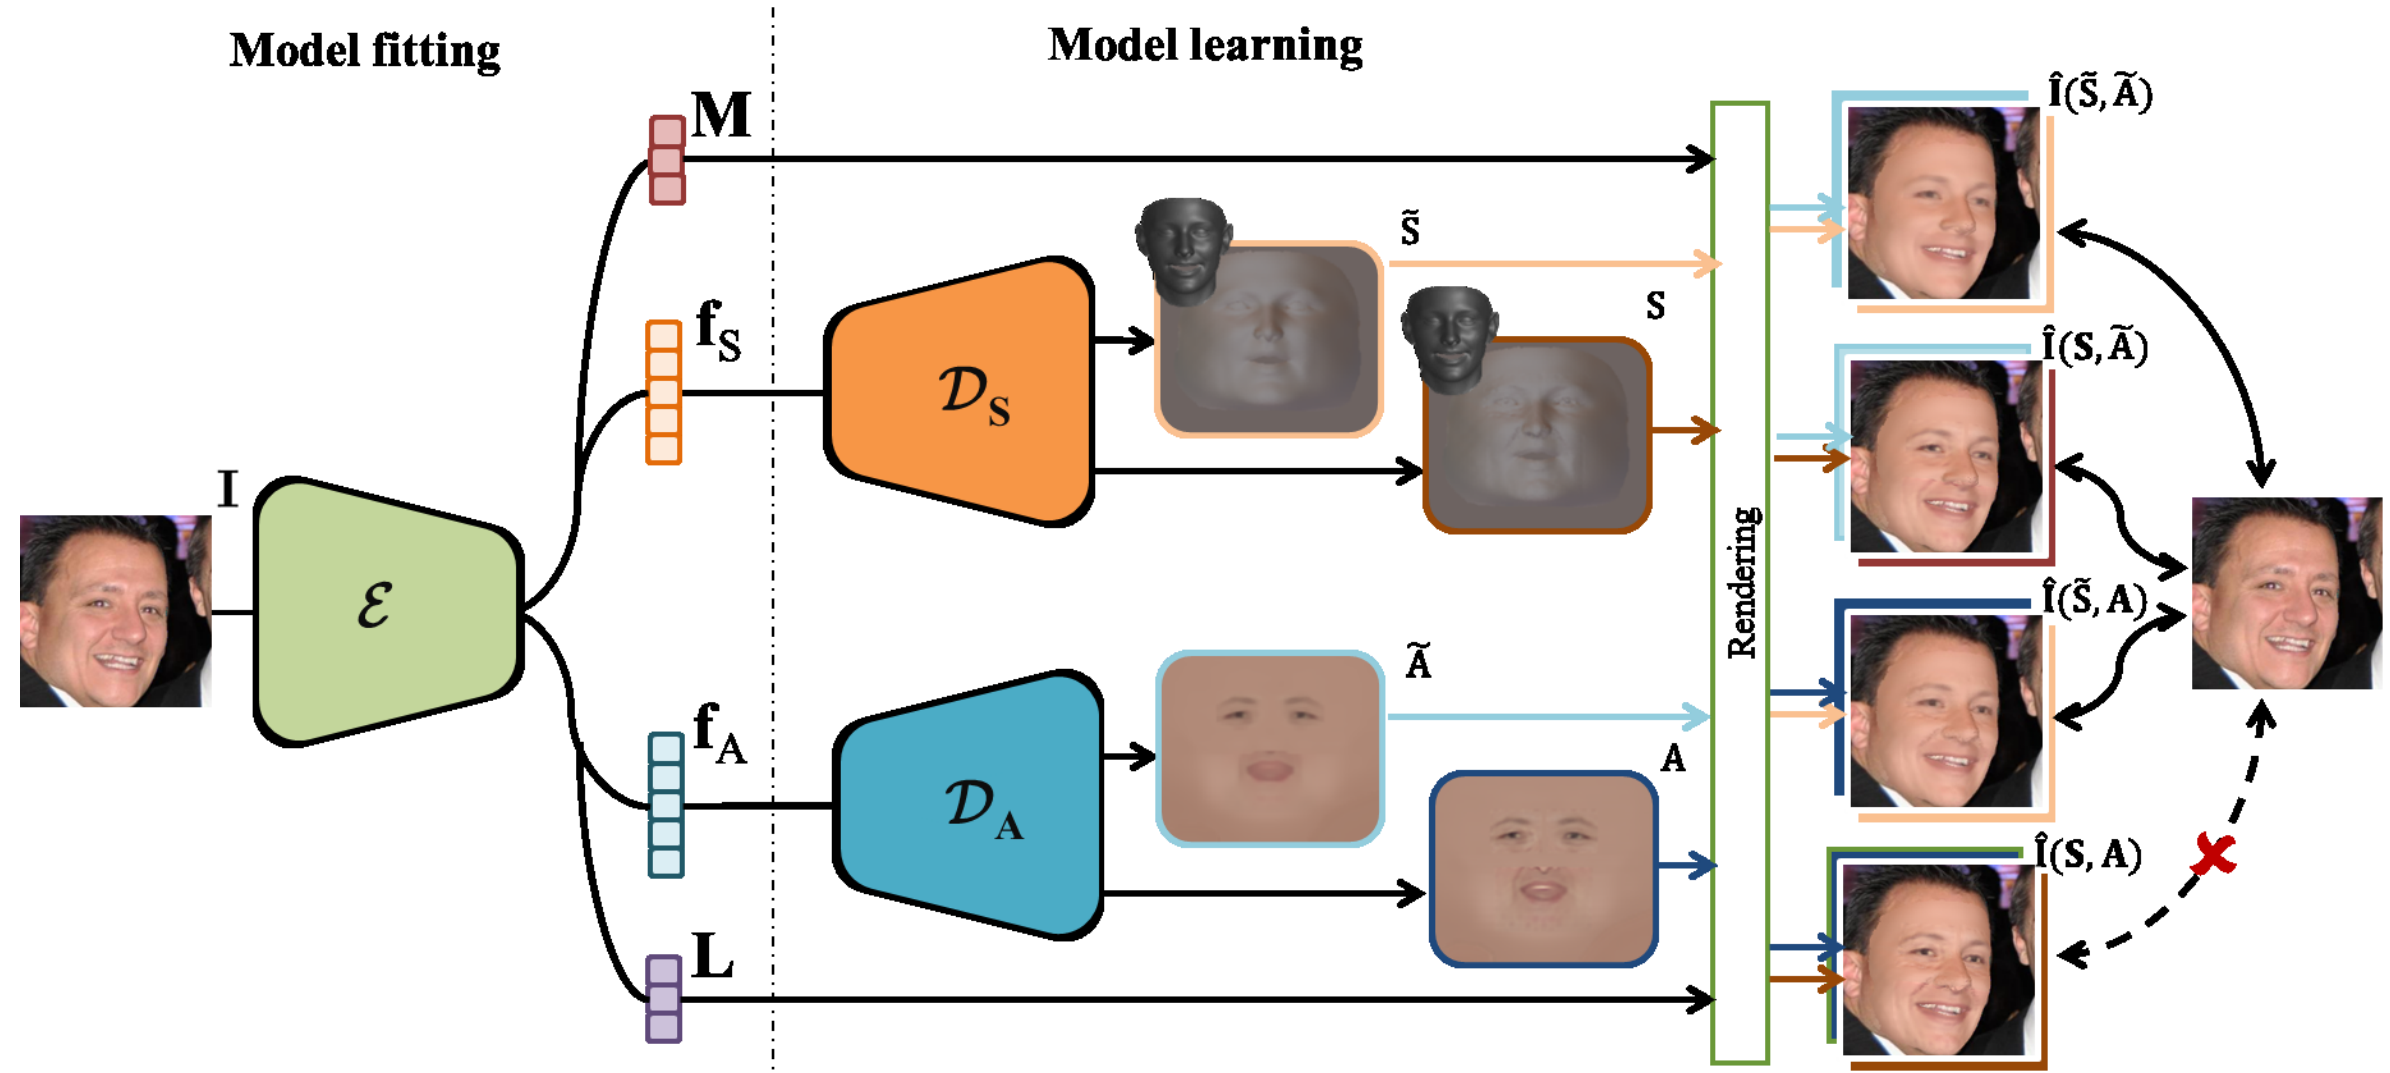 Model fitting
Model learning
M
Î(S̃, Ã)
S̃
f_S
S
Î(S, Ã)
𝒟_S
I
Rendering
ℰ
Î(S̃, A)
Ã
f_A
A
𝒟_A
Î(S, A)
L